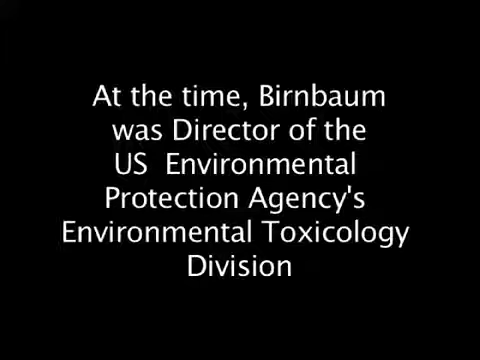 At the time, Birnbaum
was Director of the
US  Environmental
Protection Agency's
Environmental Toxicology
Division